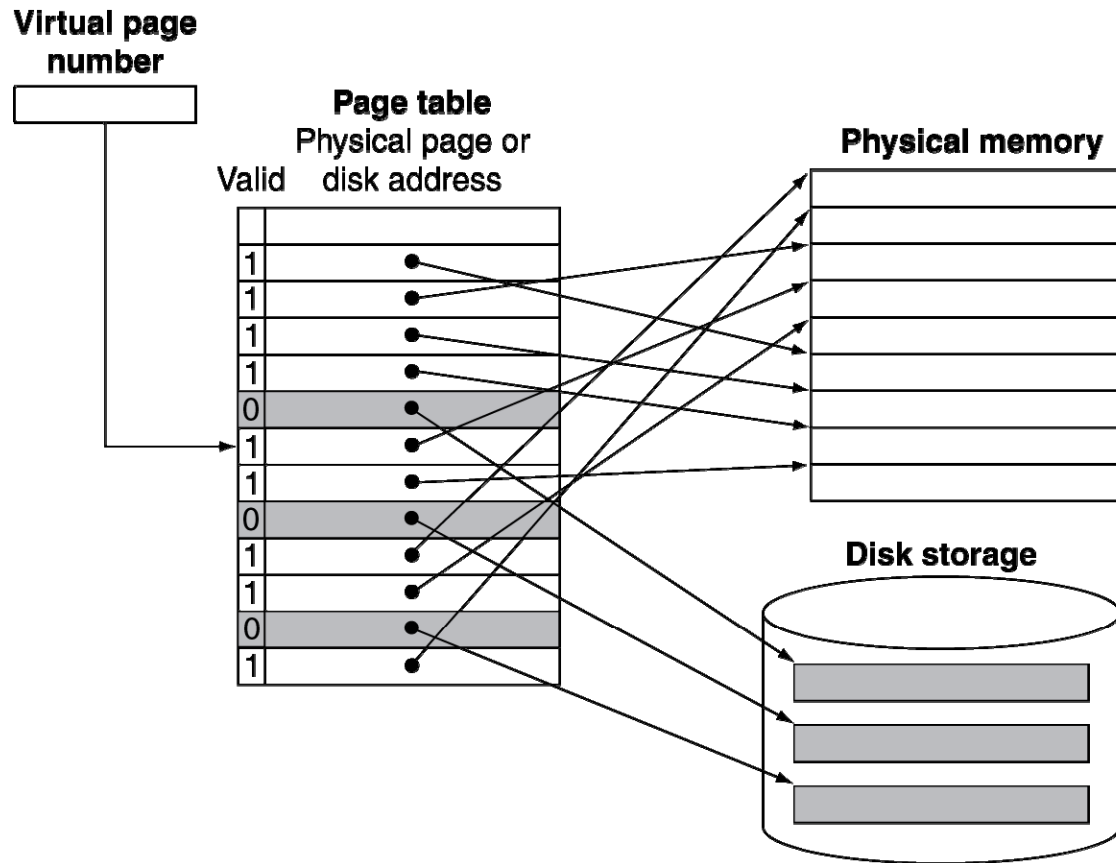 Virtual page
number
Page table
Physical page or
Valid disk address
Physical memory
1
1
1
1
0
1
1
0
1
1
0
1
Disk storage